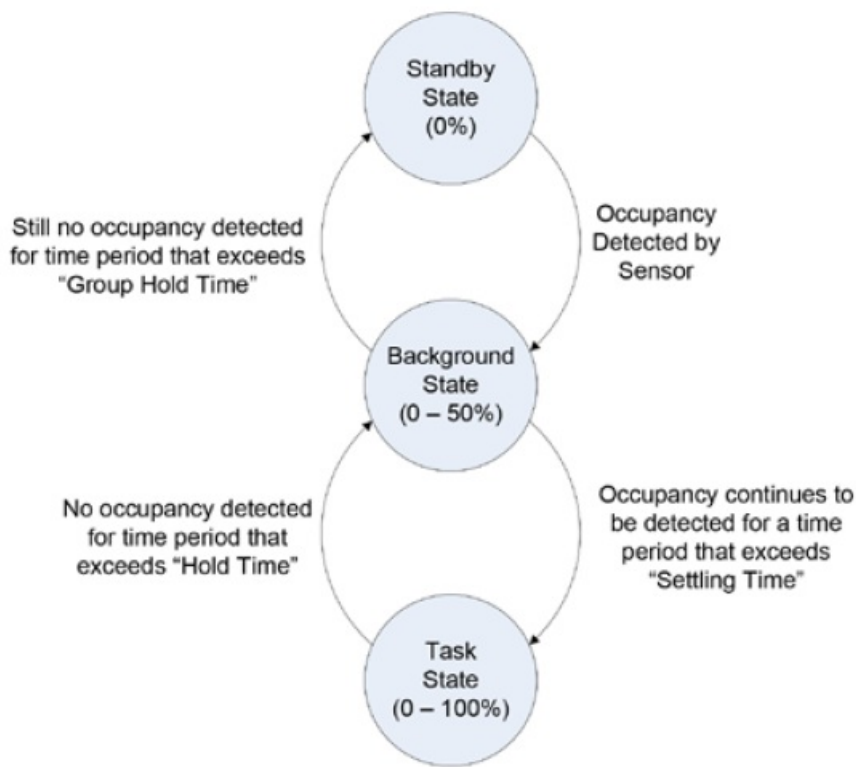 Standby
State
(0%)
Still no occupancy detected
for time period that exceeds
“Group Hold Time”
Occupancy
Detected by
Sensor
Background
State
(0 – 50%)
No occupancy detected
for time period that
exceeds “Hold Time”
Occupancy continues to
be detected for a time
period that exceeds
“Settling Time”
Task
State
(0 – 100%)